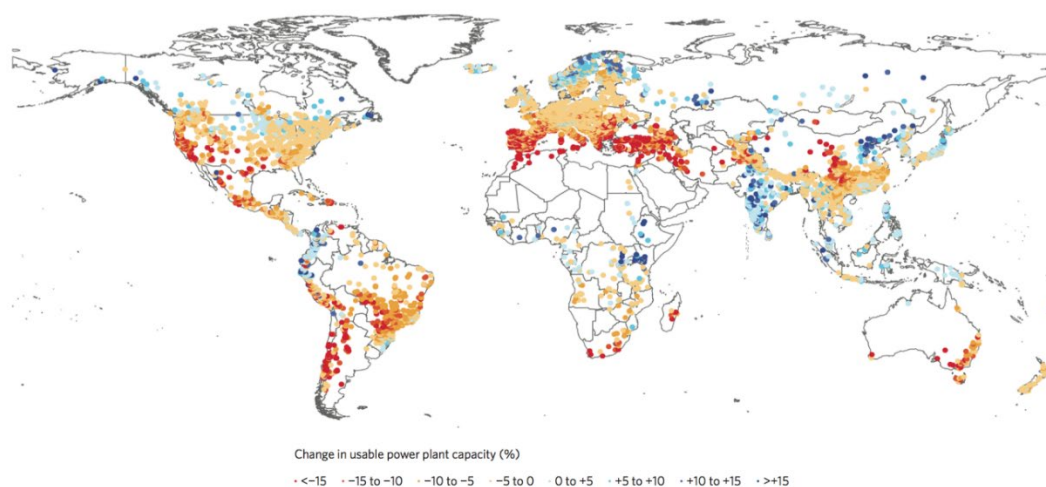 Change in usable power plant capacity (%)
<−15 −15 to −10 −10 to −5 −5 to 0 0 to +5 +5 to +10 +10 to +15 >+15